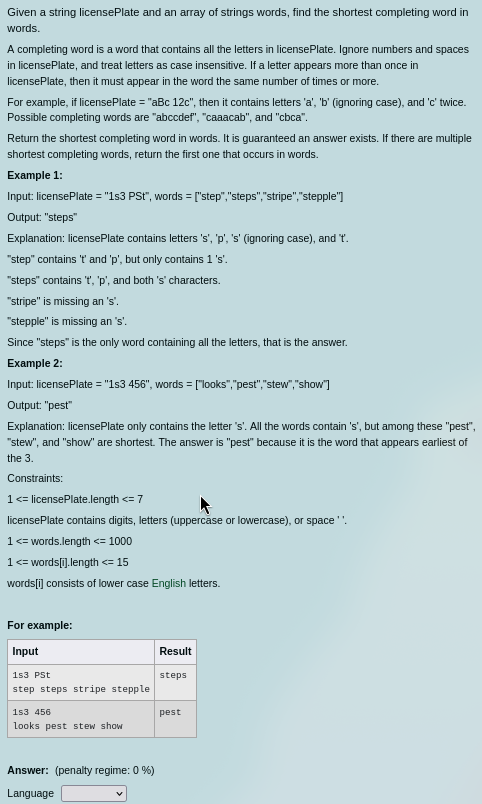 Given a string licensePlate and an array of strings words, find the shortest completing word in
words.
A completing word is a word that contains all the letters in licensePlate. Ignore numbers and spaces
in licensePlate, and treat letters as case insensitive. If a letter appears more than once in
licensePlate, then it must appear in the word the same number of times or more.
For example, if licensePlate = "aBc 12c", then it contains letters 'a', 'b' (ignoring case), and 'c' twice.
Possible completing words are "abccdef", "caaacab", and "cbca".
Return the shortest completing word in words. It is guaranteed an answer exists. If there are multiple
shortest completing words, return the first one that occurs in words.
Example 1:
Input: licensePlate = "1s3 PSt", words = ["step","steps","stripe","stepple"]
Output: "steps"
Explanation: licensePlate contains letters 's', 'p', 's' (ignoring case), and 't'.
"step" contains 't' and 'p', but only contains 1 's'.
"steps" contains 't', 'p', and both 's' characters.
"stripe" is missing an 's'.
"stepple" is missing an 's'.
Since "steps" is the only word containing all the letters, that is the answer.
Example 2:
Input: licensePlate = "1s3 456", words = ["looks","pest","stew","show"]
Output: "pest"
Explanation: licensePlate only contains the letter 's'. All the words contain 's', but among these "pest",
"stew", and "show" are shortest. The answer is "pest" because it is the word that appears earliest of
the 3.
Constraints:
1 <= licensePlate.length <= 7
licensePlate contains digits, letters (uppercase or lowercase), or space ' '.
1 <= words.length <= 1000
1 <= words[i].length <= 15
words[i] consists of lower case English letters.
For example:
Input Result
1s3 PSt steps
step steps stripe stepple
1s3 456 pest
looks pest stew show
Answer: (penalty regime: 0 %)
Language